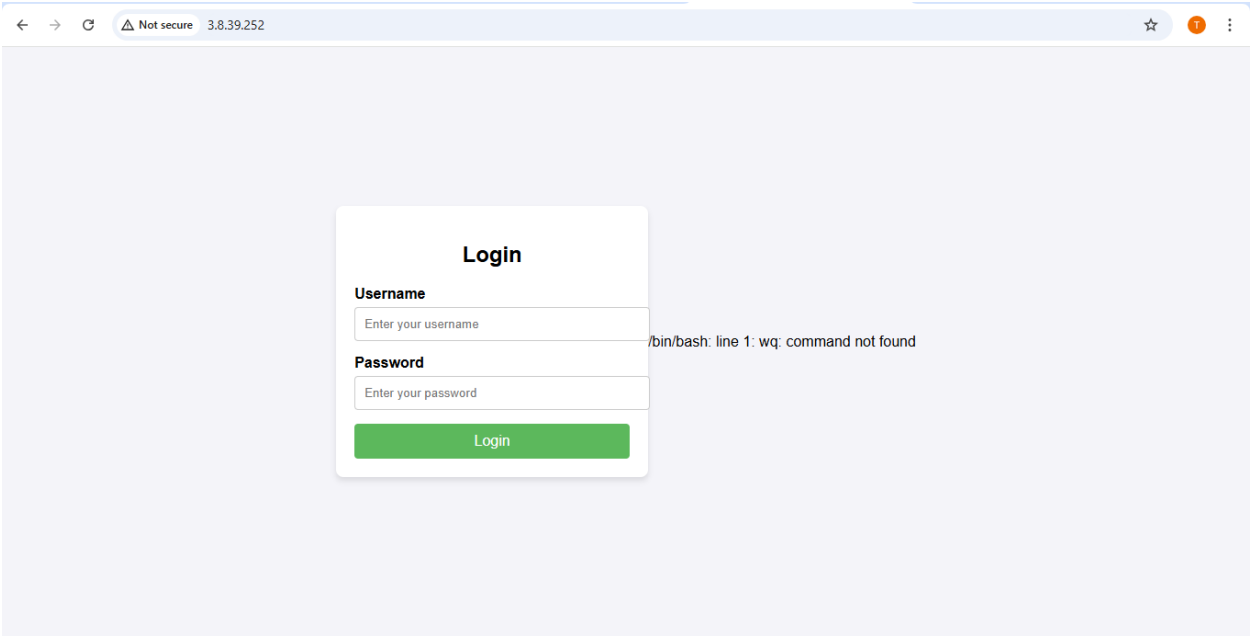 Not secure 3.8.39.252
T
Login
Username
Enter your username
/bin/bash: line 1: wq: command not found
Password
Enter your password
Login